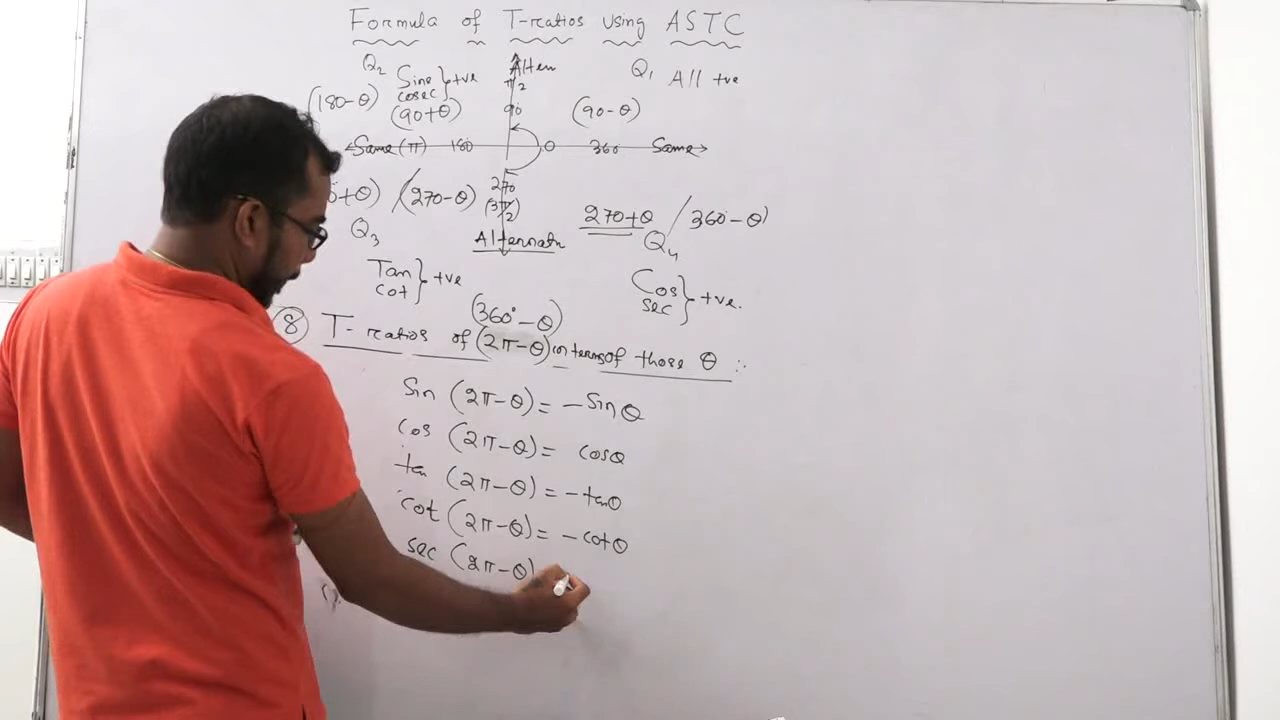 Formula of T-ratios using ASTC
Q2 Sine cosec } +ve
Altern
π/2
Q1 All +ve
(180-θ) (90+θ) 90 (90-θ)
Same (π) 180 0 360 Same
+θ) / (270-θ) 270 (3π/2) 270+θ / 360-θ)
Q3 Q4
Alternate
Tan cot } +ve
Cos sec } +ve.
(360°-θ)
⑧ T-ratios of (2π-θ) in terms of those θ :-
Sin (2π-θ) = -Sinθ
cos (2π-θ) = cosθ
tan (2π-θ) = -tanθ
cot (2π-θ) = -cotθ
sec (2π-θ)